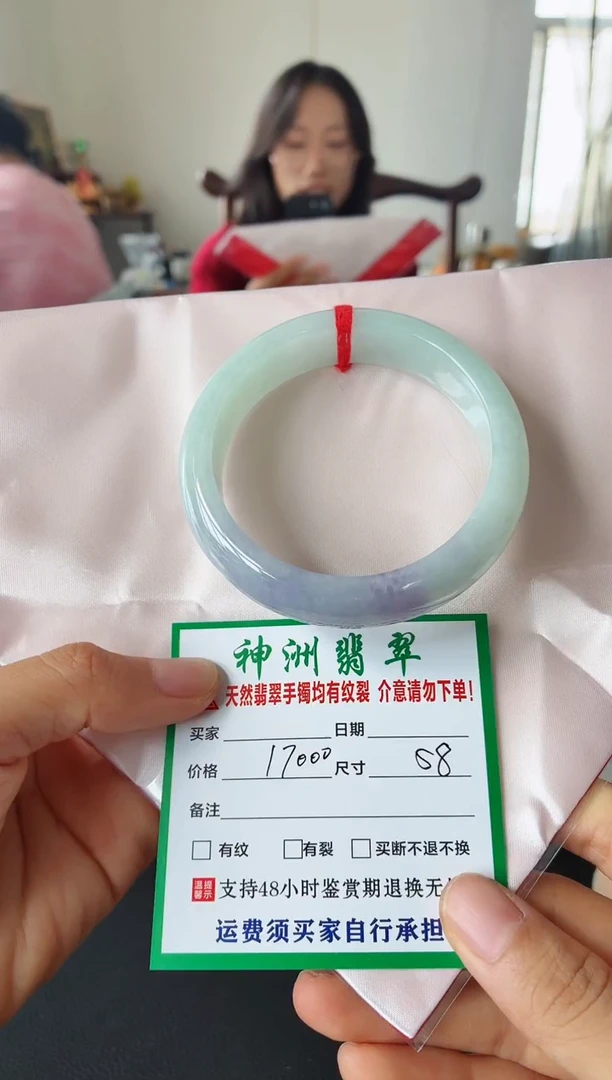 神洲翡翠
天然翡翠手镯均有纹裂 介意请勿下单!
买家 日期
价格 17000 尺寸 58
备注
有纹 有裂 买断不退不换
温馨提示 支持48小时鉴赏期退换无
运费须买家自行承担